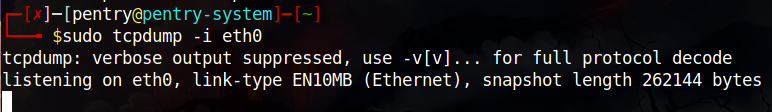 ┌─[✗]─[pentry@pentry-system]─[~]
└──╼ $sudo tcpdump -i eth0
tcpdump: verbose output suppressed, use -v[v]... for full protocol decode
listening on eth0, link-type EN10MB (Ethernet), snapshot length 262144 bytes